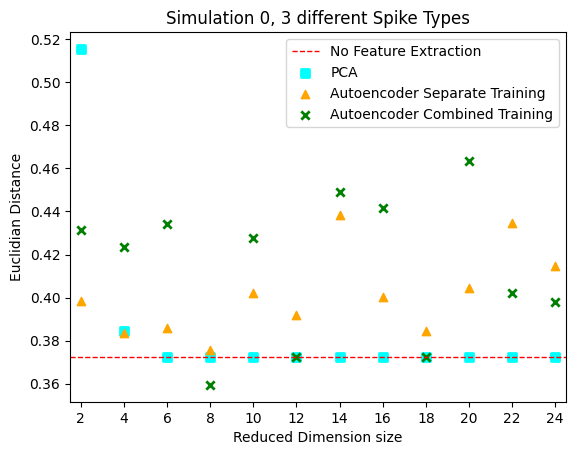 Simulation 0, 3 different Spike Types
No Feature Extraction
PCA
Autoencoder Separate Training
Autoencoder Combined Training
Euclidian Distance
0.52
0.50
0.48
0.46
0.44
0.42
0.40
0.38
0.36
2 4 6 8 10 12 14 16 18 20 22 24
Reduced Dimension size